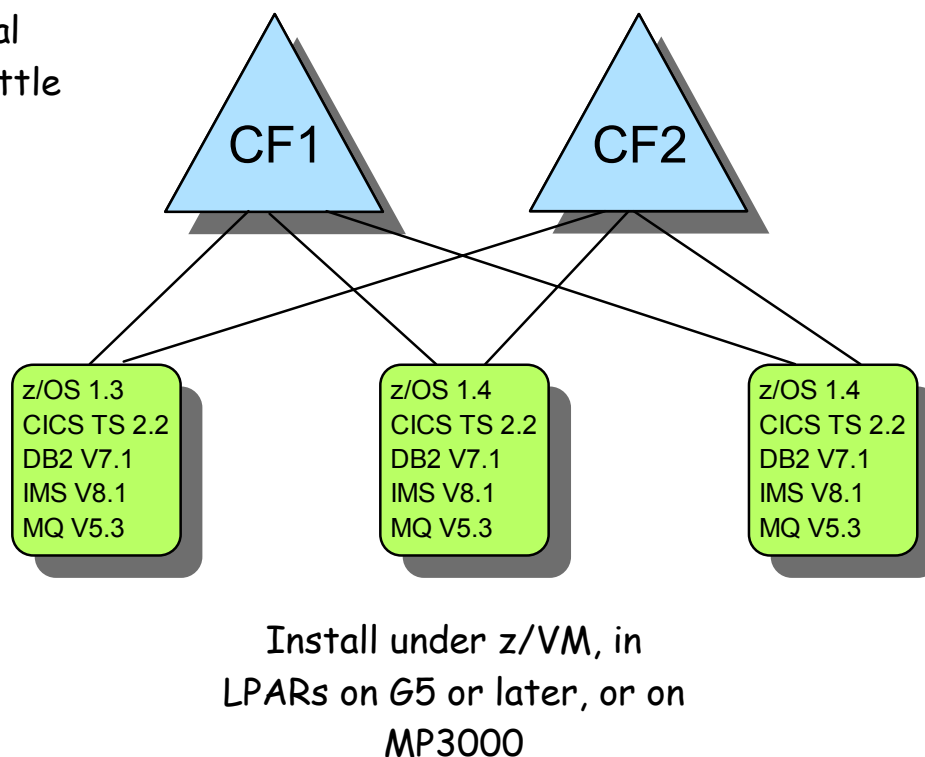 al
ttle
CF1
CF2
z/OS 1.3
CICS TS 2.2
DB2 V7.1
IMS V8.1
MQ V5.3
z/OS 1.4
CICS TS 2.2
DB2 V7.1
IMS V8.1
MQ V5.3
z/OS 1.4
CICS TS 2.2
DB2 V7.1
IMS V8.1
MQ V5.3
Install under z/VM, in
LPARs on G5 or later, or on
MP3000